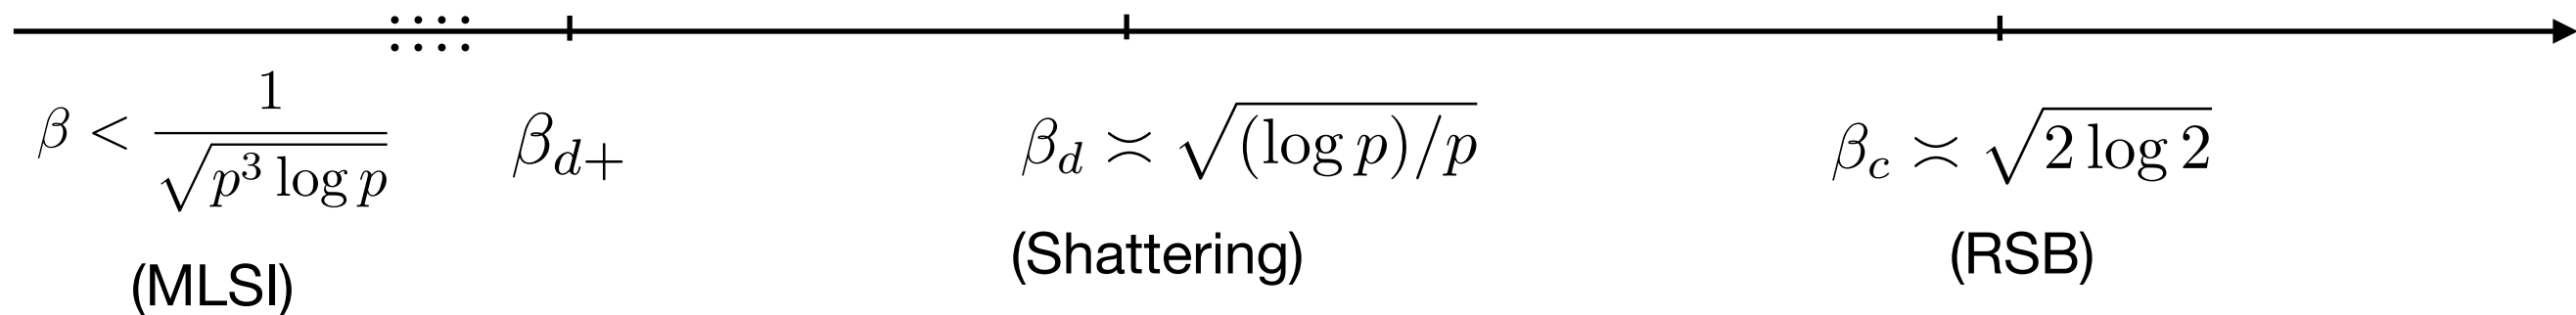 β < 1/√(p³ log p)
β_{d+}
β_d ≍ √((log p)/p)
β_c ≍ √(2 log 2)
(MLSI)
(Shattering)
(RSB)